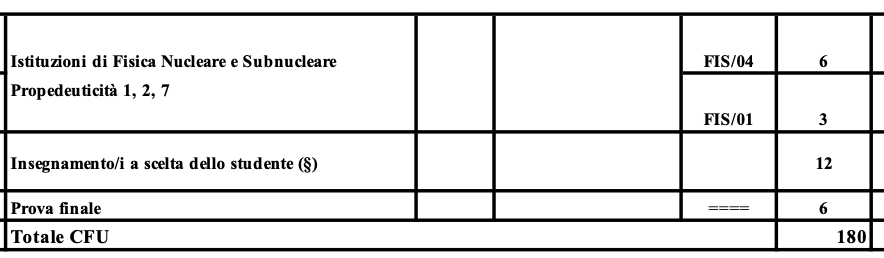 Istituzioni di Fisica Nucleare e Subnucleare FIS/04 6
Propedeuticità 1, 2, 7
FIS/01 3
Insegnamento/i a scelta dello studente (§) 12
Prova finale ==== 6
Totale CFU 180